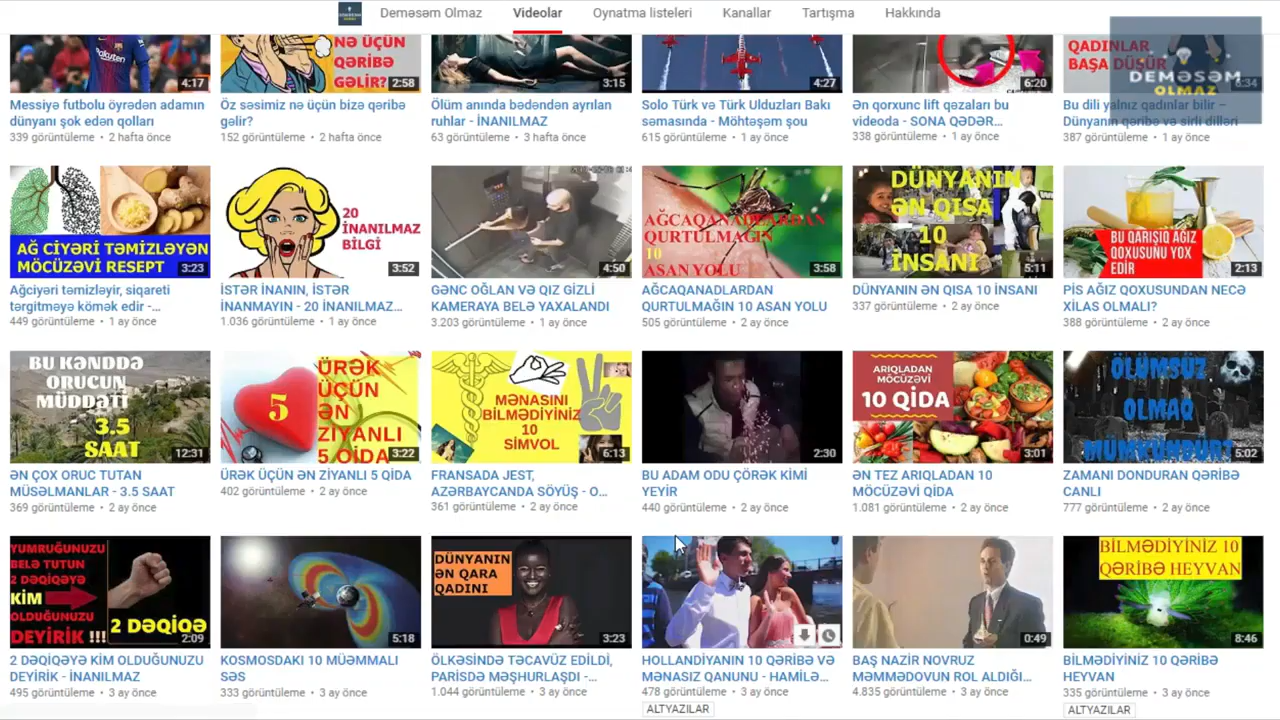 Deməsəm Olmaz Videolar Oynatma listeleri Kanallar Tartışma Hakkında
DEMƏSƏM
OLMAZ
4:17
NƏ ÜÇÜN
QƏRİBƏ
GƏLİR?
2:58
3:15
4:27
6:20
QADINLAR
BAŞA DÜŞÜR
6:34
Messiyə futbolu öyrədən adamın
dünyanı şok edən qolları
339 görüntüleme • 2 hafta önce
Öz səsimiz nə üçün bizə qəribə
gəlir?
152 görüntüleme • 2 hafta önce
Ölüm anında bədəndən ayrılan
ruhlar - İNANILMAZ
63 görüntüleme • 3 hafta önce
Solo Türk və Türk Ulduzları Bakı
səmasında - Möhtəşəm şou
615 görüntüleme • 1 ay önce
Ən qorxunc lift qəzaları bu
videoda - SONA QƏDƏR...
338 görüntüleme • 1 ay önce
Bu dili yalnız qadınlar bilir –
Dünyanın qəribə və sirli dilləri
387 görüntüleme • 1 ay önce
AĞ CİYƏRİ TƏMİZLƏYƏN
MÖCÜZƏVİ RESEPT
3:23
20
İNANILMAZ
BİLGİ
3:52
4:50
AĞCAQANADLARDAN
QURTULMAĞIN
10
ASAN YOLU
3:58
DÜNYANIN
ƏN QISA
10
İNSANI
5:11
BU QARIŞIQ AĞIZ
QOXUSUNU YOX
EDİR
2:13
Ağciyəri təmizləyir, siqareti
tərgitməyə kömək edir -...
449 görüntüleme • 1 ay önce
İSTƏR İNANIN, İSTƏR
İNANMAYIN - 20 İNANILMAZ...
1.036 görüntüleme • 1 ay önce
GƏNC OĞLAN VƏ QIZ GİZLİ
KAMERAYA BELƏ YAXALANDI
3.203 görüntüleme • 1 ay önce
AĞCAQANADLARDAN
QURTULMAĞIN 10 ASAN YOLU
505 görüntüleme • 2 ay önce
DÜNYANIN ƏN QISA 10 İNSANI
337 görüntüleme • 2 ay önce
PİS AĞIZ QOXUSUNDAN NECƏ
XİLAS OLMALI?
388 görüntüleme • 2 ay önce
BU KƏNDDƏ
ORUCUN
MÜDDƏTİ
3.5
SAAT
12:31
5
ÜRƏK
ÜÇÜN
ƏN
ZİYANLI
5 QİDA
3:22
MƏNASINI
BİLMƏDİYİNİZ
10
SİMVOL
6:13
2:30
ARIQLADAN
MÖCÜZƏVİ
10 QİDA
3:01
ÖLÜMSÜZ
OLMAQ
MÜMKÜNDÜR?
5:02
ƏN ÇOX ORUC TUTAN
MÜSƏLMANLAR - 3.5 SAAT
369 görüntüleme • 2 ay önce
ÜRƏK ÜÇÜN ƏN ZİYANLI 5 QİDA
402 görüntüleme • 2 ay önce
FRANSADA JEST,
AZƏRBAYCANDA SÖYÜŞ - O...
361 görüntüleme • 2 ay önce
BU ADAM ODU ÇÖRƏK KİMİ
YEYİR
440 görüntüleme • 2 ay önce
ƏN TEZ ARIQLADAN 10
MÖCÜZƏVİ QİDA
1.081 görüntüleme • 2 ay önce
ZAMANI DONDURAN QƏRİBƏ
CANLI
777 görüntüleme • 2 ay önce
YUMRUĞUNUZU
BELƏ TUTUN
2 DƏQİQƏYƏ
KİM
OLDUĞUNUZU
DEYİRİK !!!
2 DƏQİQƏ
2:09
5:18
DÜNYANIN
ƏN QARA
QADINI
3:23
0:49
BİLMƏDİYİNİZ 10
QƏRİBƏ HEYVAN
8:46
2 DƏQİQƏYƏ KİM OLDUĞUNUZU
DEYİRİK - İNANILMAZ
495 görüntüleme • 3 ay önce
KOSMOSDAKI 10 MÜƏMMALI
SƏS
333 görüntüleme • 3 ay önce
ÖLKƏSİNDƏ TƏCAVÜZ EDİLDİ,
PARİSDƏ MƏŞHURLAŞDI -...
1.044 görüntüleme • 3 ay önce
HOLLANDİYANIN 10 QƏRİBƏ VƏ
MƏNASIZ QANUNU - HAMİLƏ...
478 görüntüleme • 3 ay önce
ALTYAZILAR
BAŞ NAZİR NOVRUZ
MƏMMƏDOVUN ROL ALDIĞI...
4.835 görüntüleme • 3 ay önce
BİLMƏDİYİNİZ 10 QƏRİBƏ
HEYVAN
335 görüntüleme • 3 ay önce
ALTYAZILAR